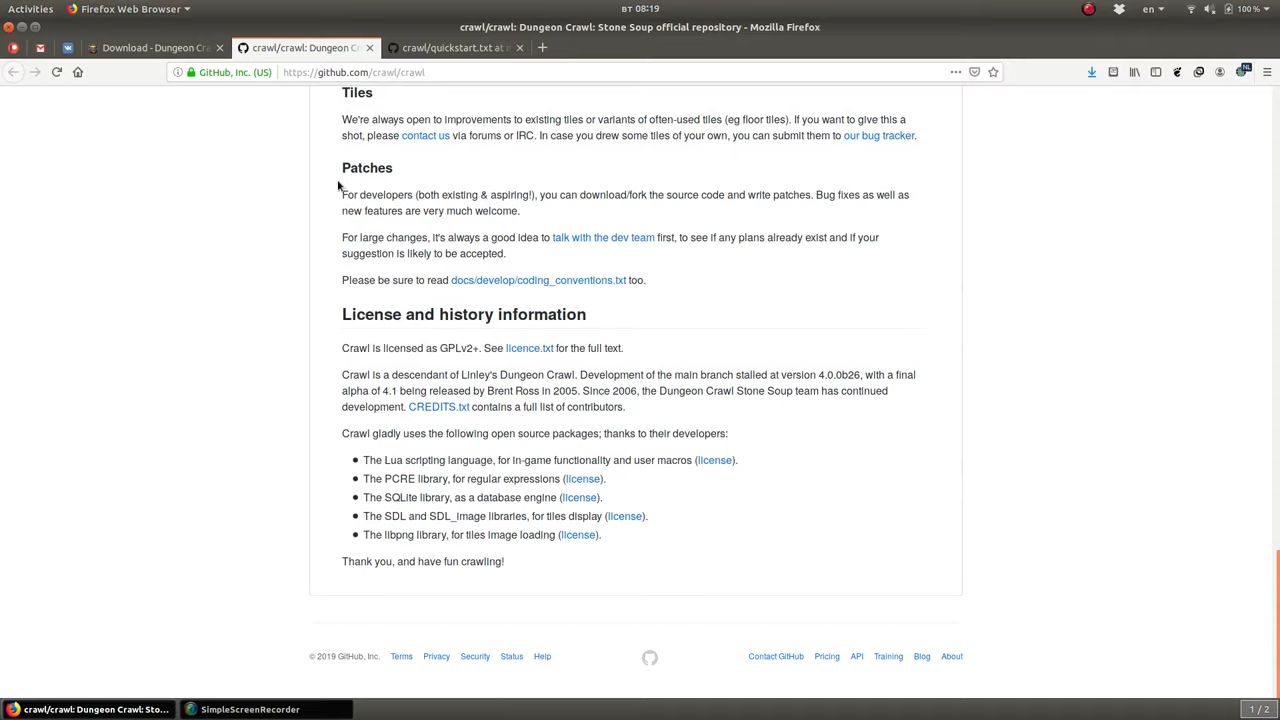 Activities
Firefox Web Browser
вт 08:19
en
100 %
crawl/crawl: Dungeon Crawl: Stone Soup official repository - Mozilla Firefox
Download - Dungeon Cr
crawl/crawl: Dungeon C
crawl/quickstart.txt at m
GitHub, Inc. (US)
https://github.com/crawl/crawl
NL
Tiles
We're always open to improvements to existing tiles or variants of often-used tiles (eg floor tiles). If you want to give this a
shot, please contact us via forums or IRC. In case you drew some tiles of your own, you can submit them to our bug tracker.
Patches
For developers (both existing & aspiring!), you can download/fork the source code and write patches. Bug fixes as well as
new features are very much welcome.
For large changes, it's always a good idea to talk with the dev team first, to see if any plans already exist and if your
suggestion is likely to be accepted.
Please be sure to read docs/develop/coding_conventions.txt too.
License and history information
Crawl is licensed as GPLv2+. See licence.txt for the full text.
Crawl is a descendant of Linley's Dungeon Crawl. Development of the main branch stalled at version 4.0.0b26, with a final
alpha of 4.1 being released by Brent Ross in 2005. Since 2006, the Dungeon Crawl Stone Soup team has continued
development. CREDITS.txt contains a full list of contributors.
Crawl gladly uses the following open source packages; thanks to their developers:
The Lua scripting language, for in-game functionality and user macros (license).
The PCRE library, for regular expressions (license).
The SQLite library, as a database engine (license).
The SDL and SDL_image libraries, for tiles display (license).
The libpng library, for tiles image loading (license).
Thank you, and have fun crawling!
© 2019 GitHub, Inc.
Terms
Privacy
Security
Status
Help
Contact GitHub
Pricing
API
Training
Blog
About
crawl/crawl: Dungeon Crawl: Sto...
SimpleScreenRecorder
1 / 2